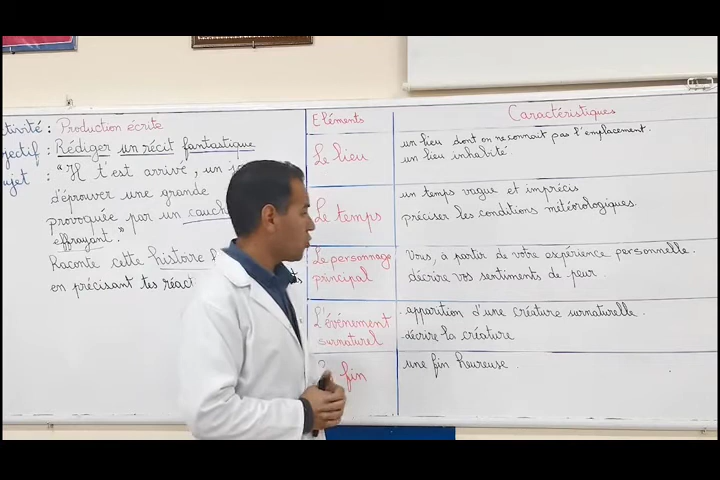 ctivité : Production écrite
jectif : Rédiger un récit fantastique
ujet : "Il t'est arrivé, un j
d'éprouver une grande
provoquée par un cauch
effrayant."
Raconte cette histoire
en précisant tes réact
Eléments
Caractéristiques
Le lieu
un lieu dont on ne connait pas l'emplacement.
un lieu inhabité
Le temps
un temps vague et imprécis
préciser les conditions météorologiques.
Le personnage
principal
Vous, à partir de votre expérience personnelle.
décrire vos sentiments de peur.
L'événement
surnaturel
. apparition d'une créature surnaturelle.
. décrire la créature
fin
une fin heureuse.